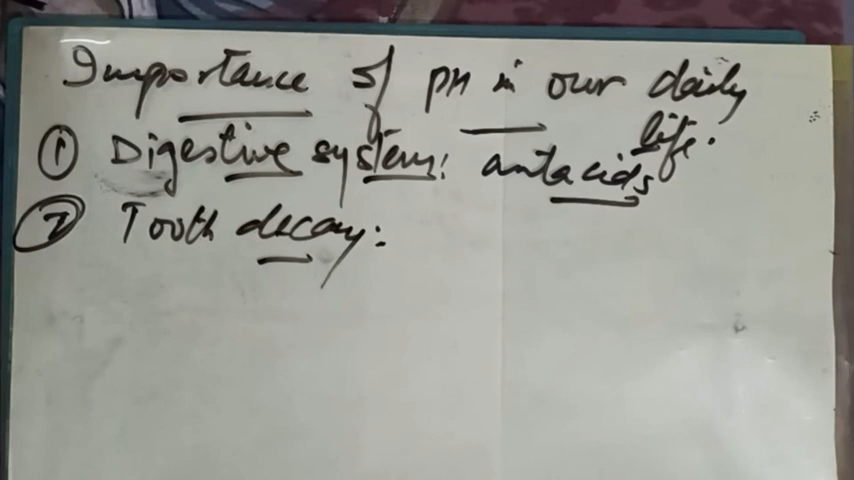 Importance of pH in our daily life.
① Digestive system: antacids
② Tooth decay: